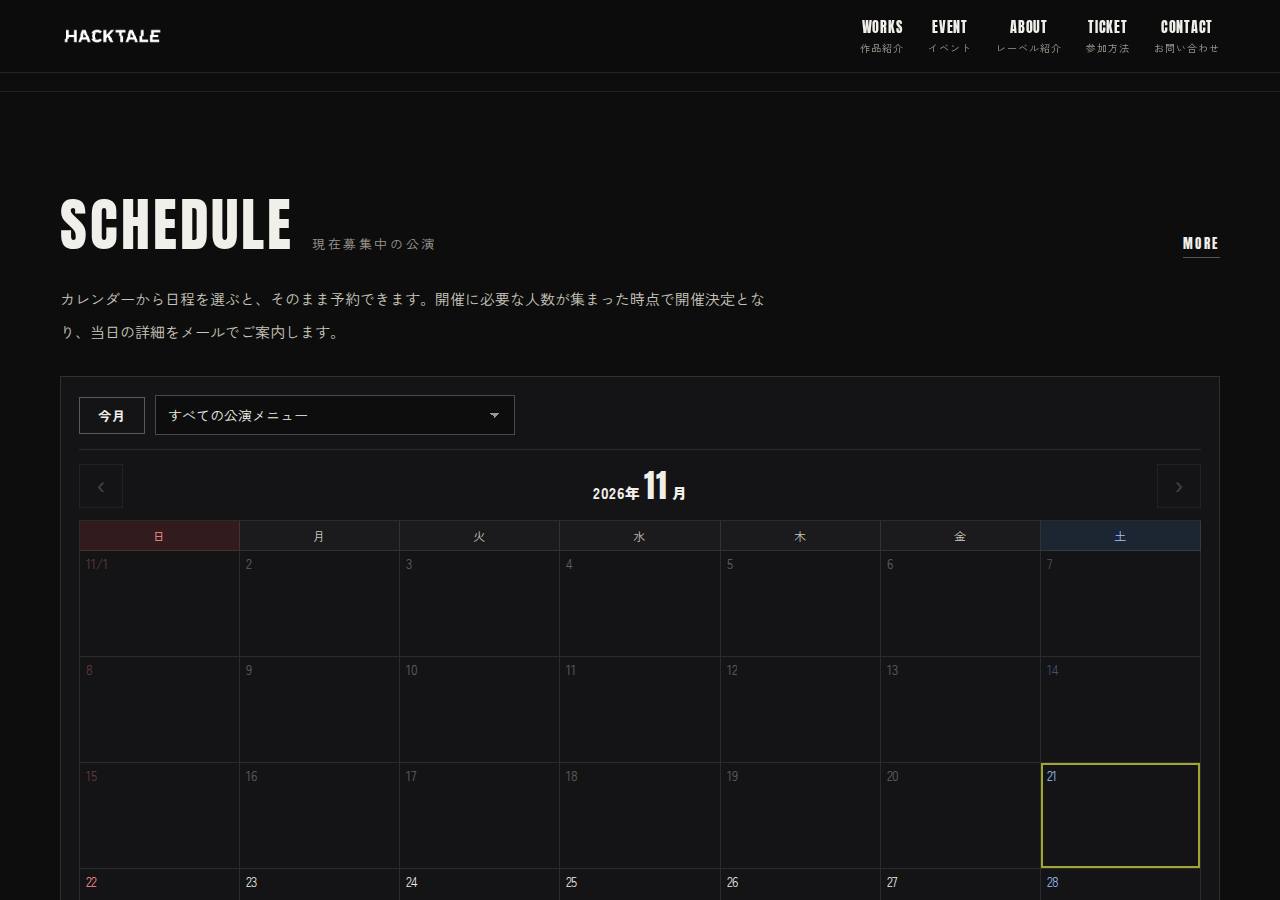 HACKTALE
WORKS EVENT ABOUT TICKET CONTACT
作品紹介 イベント レーベル紹介 参加方法 お問い合わせ
SCHEDULE 現在募集中の公演 MORE
カレンダーから日程を選ぶと、そのまま予約できます。開催に必要な人数が集まった時点で開催決定とな
り、当日の詳細をメールでご案内します。
今月 すべての公演メニュー
‹ 2026年 11 月 ›
日 月 火 水 木 金 土
11/1 2 3 4 5 6 7
8 9 10 11 12 13 14
15 16 17 18 19 20 21
22 23 24 25 26 27 28